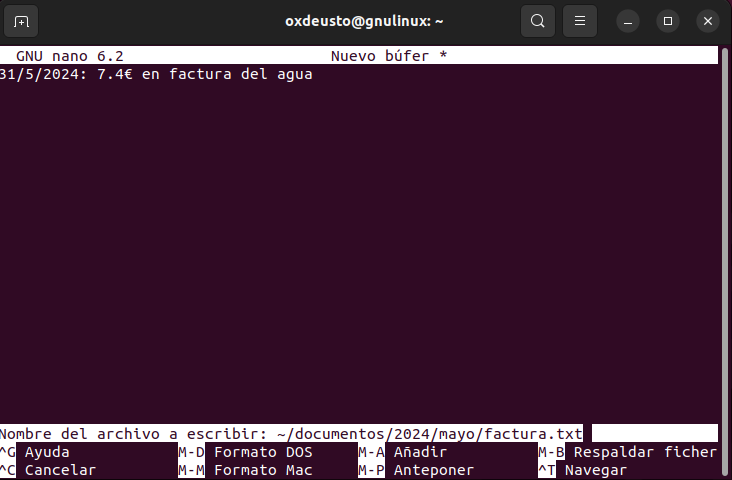 oxdeusto@gnulinux: ~
GNU nano 6.2 Nuevo búfer *
31/5/2024: 7.4€ en factura del agua
Nombre del archivo a escribir: ~/documentos/2024/mayo/factura.txt
^G Ayuda M-D Formato DOS M-A Añadir M-B Respaldar ficher
^C Cancelar M-M Formato Mac M-P Anteponer ^T Navegar